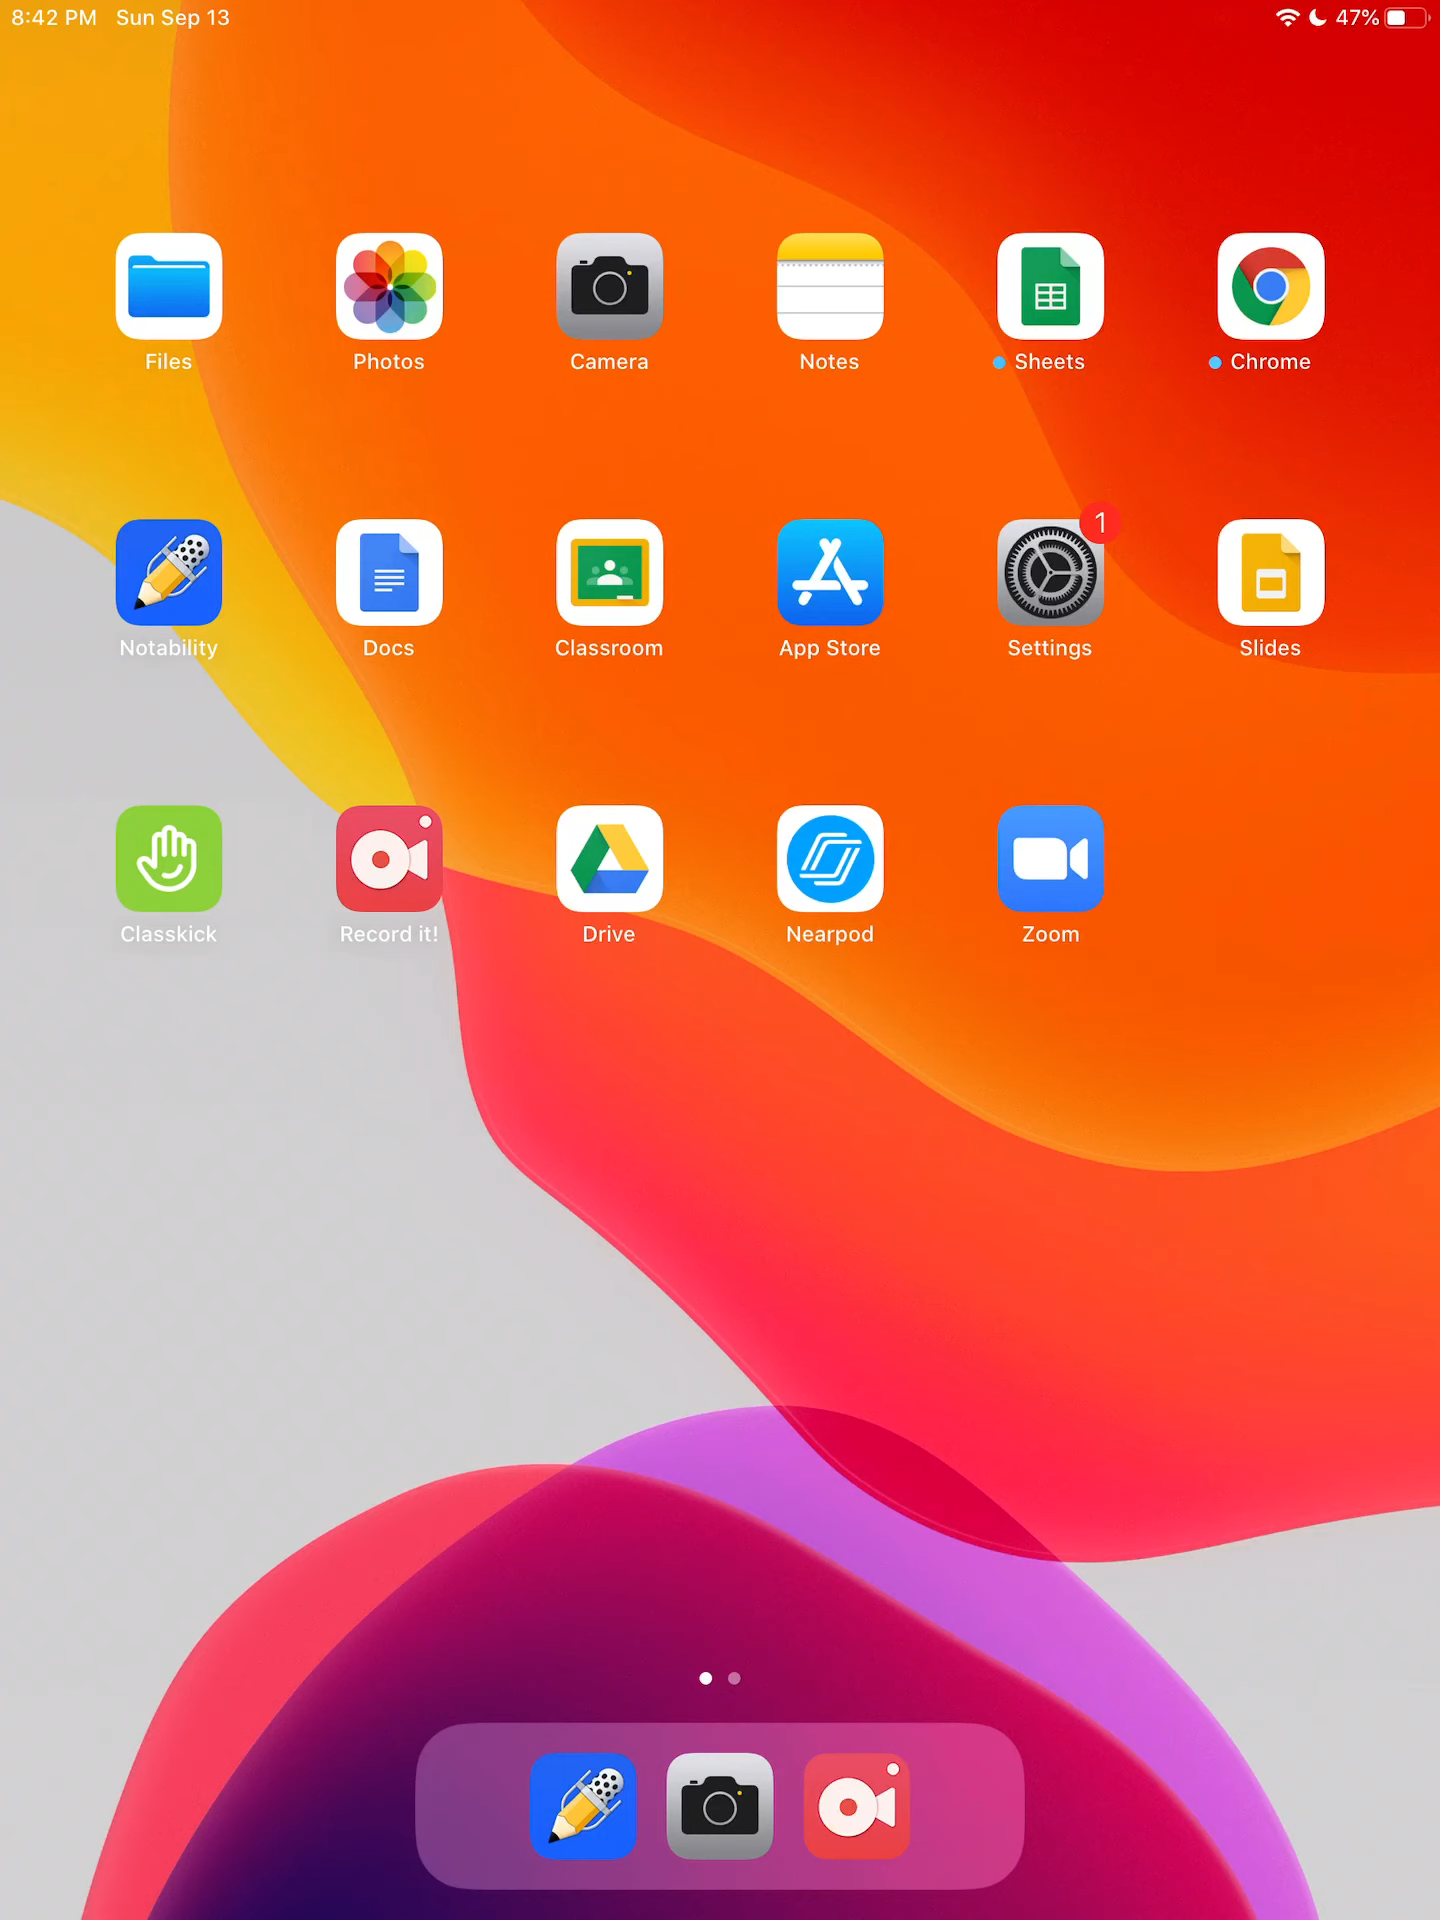 8:42 PM Sun Sep 13 47%
Files Photos Camera Notes Sheets Chrome
1
Notability Docs Classroom App Store Settings Slides
Classkick Record it! Drive Nearpod Zoom